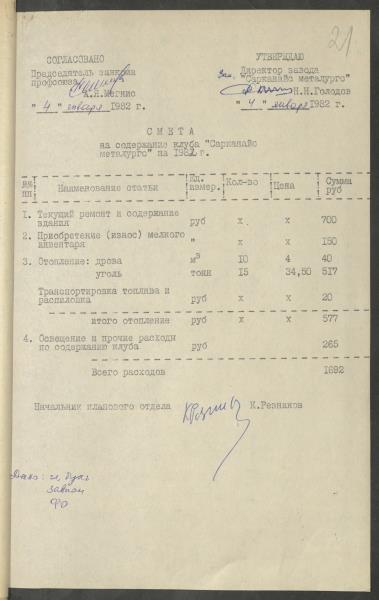 21.
СОГЛАСОВАНО
УТВЕРЖДАЮ
Председатель завкома
профсоюза
А.Я.Мегнис
" 4 " января 1982 г.
Зам. Директор завода
"Сарканайс металургс"
Н.Н.Голодов
" 4 " января 1982 г.
СМЕТА
на содержание клуба "Сарканайс
металургс" на 1982 г.
Наименование статьи
Ед. измер.
Кол-во
Цена
Сумма руб
1. Текущий ремонт и содержание
здания руб х х 700
2. Приобретение (износ) мелкого
инвентаря " х х 150
3. Отопление: дрова м3 10 4 40
уголь тонн 15 34,50 517
Транспортировка топлива и
распиловка руб х х 20
итого отопление руб х х 577
4. Освещение и прочие расходы
по содержанию клуба руб 265
Всего расходов 1692
Начальник планового отдела К.Резников